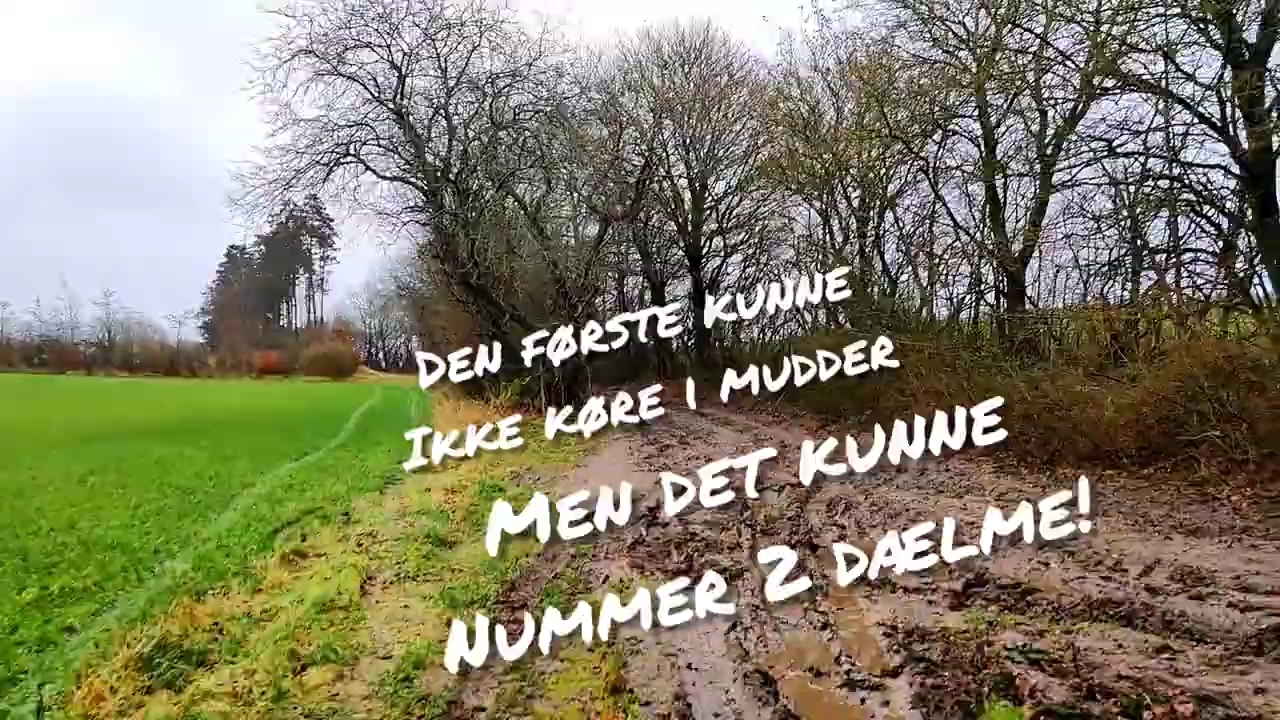 Den første kunne
ikke køre i mudder
Men det kunne
nummer 2 dælme!